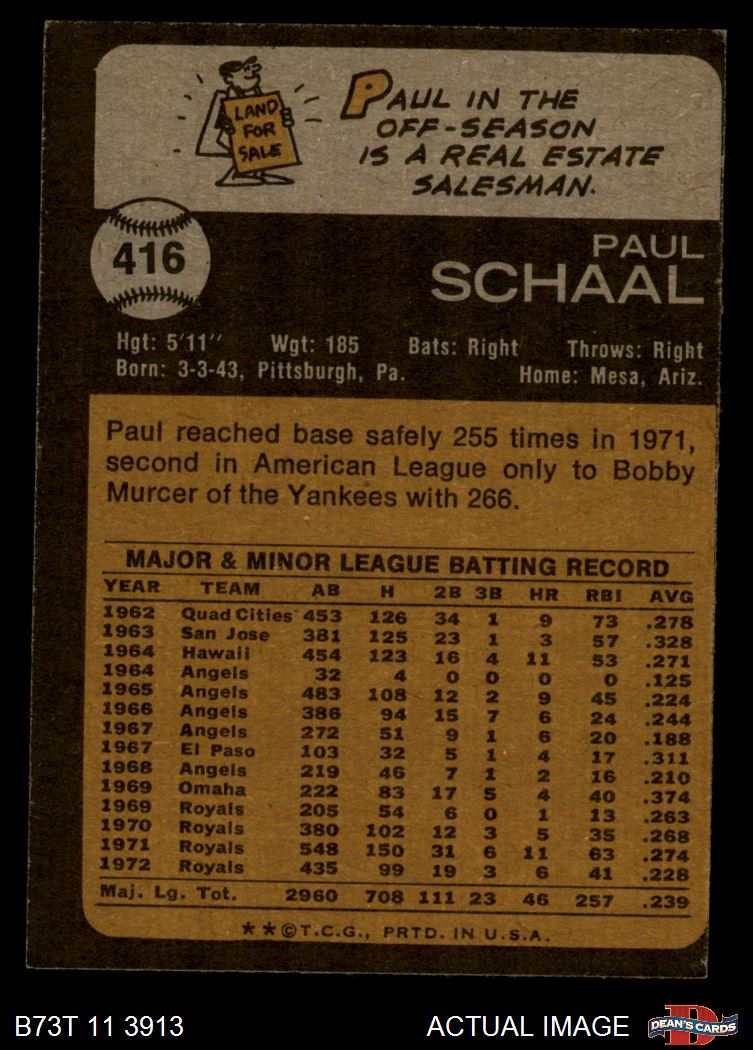 LAND
FOR
SALE
PAUL IN THE
OFF-SEASON
IS A REAL ESTATE
SALESMAN.
416
PAUL
SCHAAL
Hgt: 5'11" Wgt: 185 Bats: Right Throws: Right
Born: 3-3-43, Pittsburgh, Pa. Home: Mesa, Ariz.
Paul reached base safely 255 times in 1971,
second in American League only to Bobby
Murcer of the Yankees with 266.
MAJOR & MINOR LEAGUE BATTING RECORD
YEAR TEAM AB H 2B 3B HR RBI AVG
1962 Quad Cities 453 126 34 1 9 73 .278
1963 San Jose 381 125 23 1 3 57 .328
1964 Hawaii 454 123 16 4 11 53 .271
1964 Angels 32 4 0 0 0 0 .125
1965 Angels 483 108 12 2 9 45 .224
1966 Angels 386 94 15 7 6 24 .244
1967 Angels 272 51 9 1 6 20 .188
1967 El Paso 103 32 5 1 4 17 .311
1968 Angels 219 46 7 1 2 16 .210
1969 Omaha 222 83 17 5 4 40 .374
1969 Royals 205 54 6 0 1 13 .263
1970 Royals 380 102 12 3 5 35 .268
1971 Royals 548 150 31 6 11 63 .274
1972 Royals 435 99 19 3 6 41 .228
Maj. Lg. Tot. 2960 708 111 23 46 257 .239
**©T.C.G., PRTD. IN U.S.A.
B73T 11 3913 ACTUAL IMAGE
D
DEAN'S CARDS